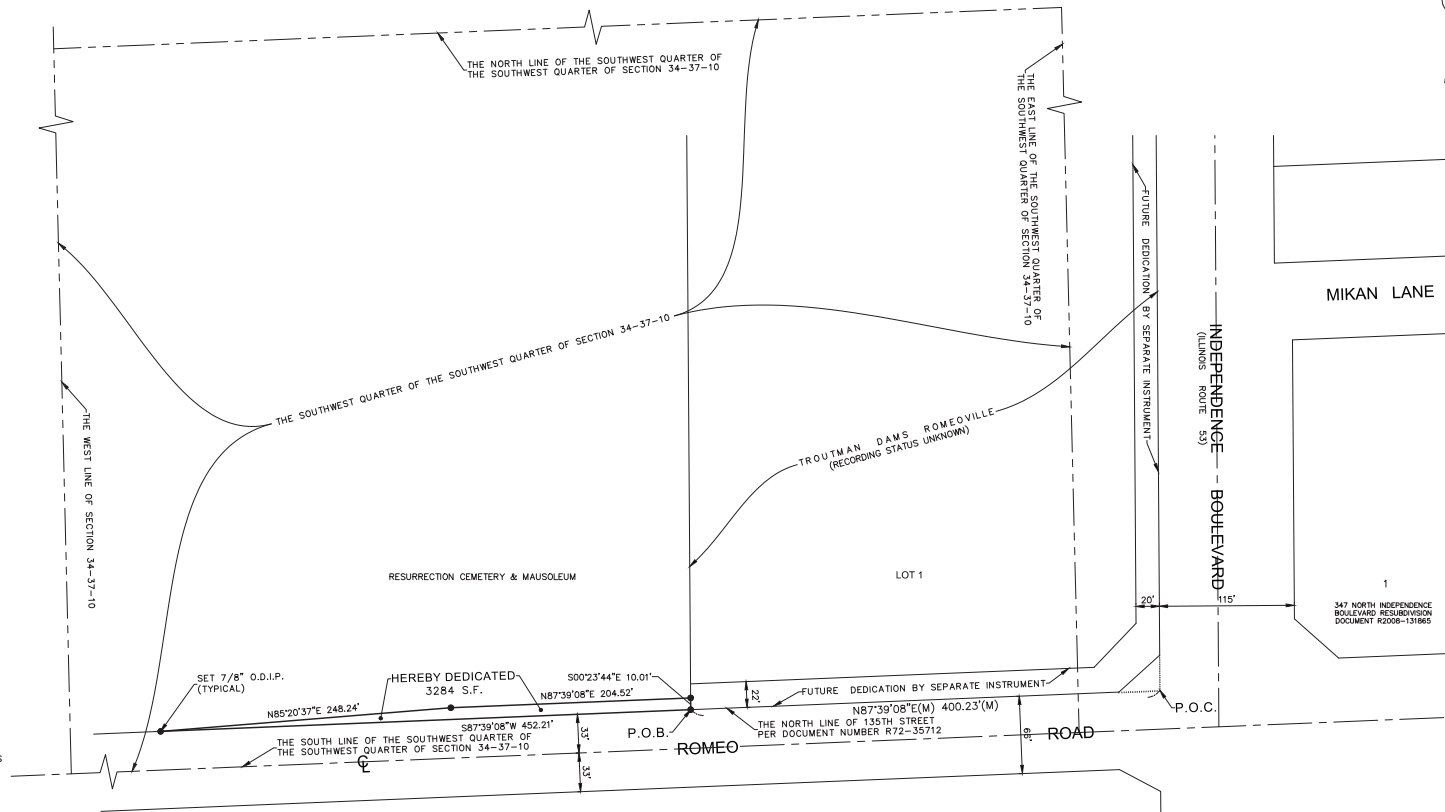 THE NORTH LINE OF THE SOUTHWEST QUARTER OF
THE SOUTHWEST QUARTER OF SECTION 34-37-10
THE EAST LINE OF THE SOUTHWEST QUARTER OF
THE SOUTHWEST QUARTER OF SECTION 34-37-10
FUTURE DEDICATION BY SEPARATE INSTRUMENT
INDEPENDENCE BOULEVARD
(ILLINOIS ROUTE 53)
MIKAN LANE
THE SOUTHWEST QUARTER OF THE SOUTHWEST QUARTER OF SECTION 34-37-10
THE WEST LINE OF SECTION 34-37-10
TROUTMAN DAMS ROMEOVILLE
(RECORDING STATUS UNKNOWN)
RESURRECTION CEMETERY & MAUSOLEUM
LOT 1
20'
115'
1
347 NORTH INDEPENDENCE
BOULEVARD RESUBDIVISION
DOCUMENT R2008-131865
SET 7/8" O.D.I.P.
(TYPICAL)
HEREBY DEDICATED
3284 S.F.
S00°23'44"E 10.01'
N85°20'37"E 248.24'
N87°39'08"E 204.52'
22'
FUTURE DEDICATION BY SEPARATE INSTRUMENT
N87°39'08"E(M) 400.23'(M)
P.O.C.
S87°39'08"W 452.21'
P.O.B.
THE NORTH LINE OF 135TH STREET
PER DOCUMENT NUMBER R72-35712
THE SOUTH LINE OF THE SOUTHWEST QUARTER OF
THE SOUTHWEST QUARTER OF SECTION 34-37-10
33'
33'
66'
CL
ROMEO ROAD
S